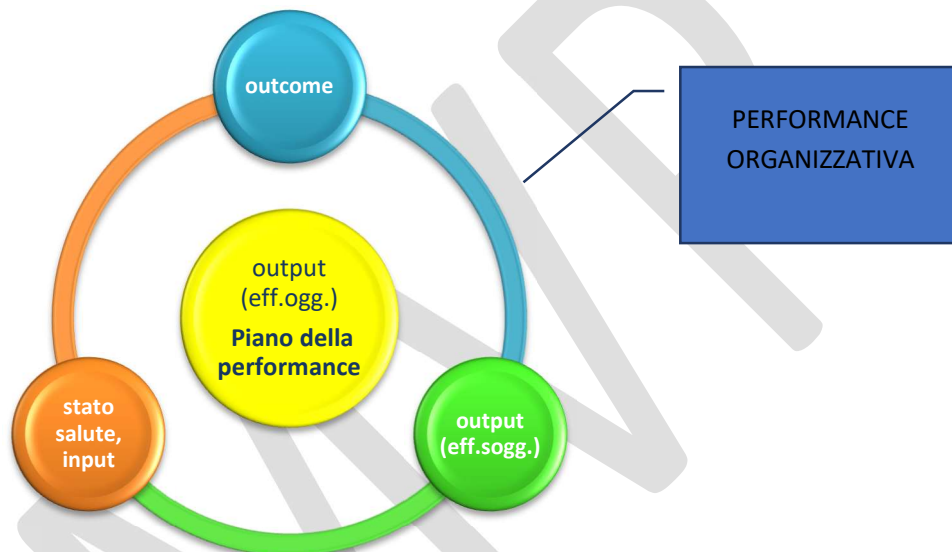 outcome
PERFORMANCE
ORGANIZZATIVA
output
(eff.ogg.)
Piano della
performance
stato
salute,
input
output
(eff.sogg.)